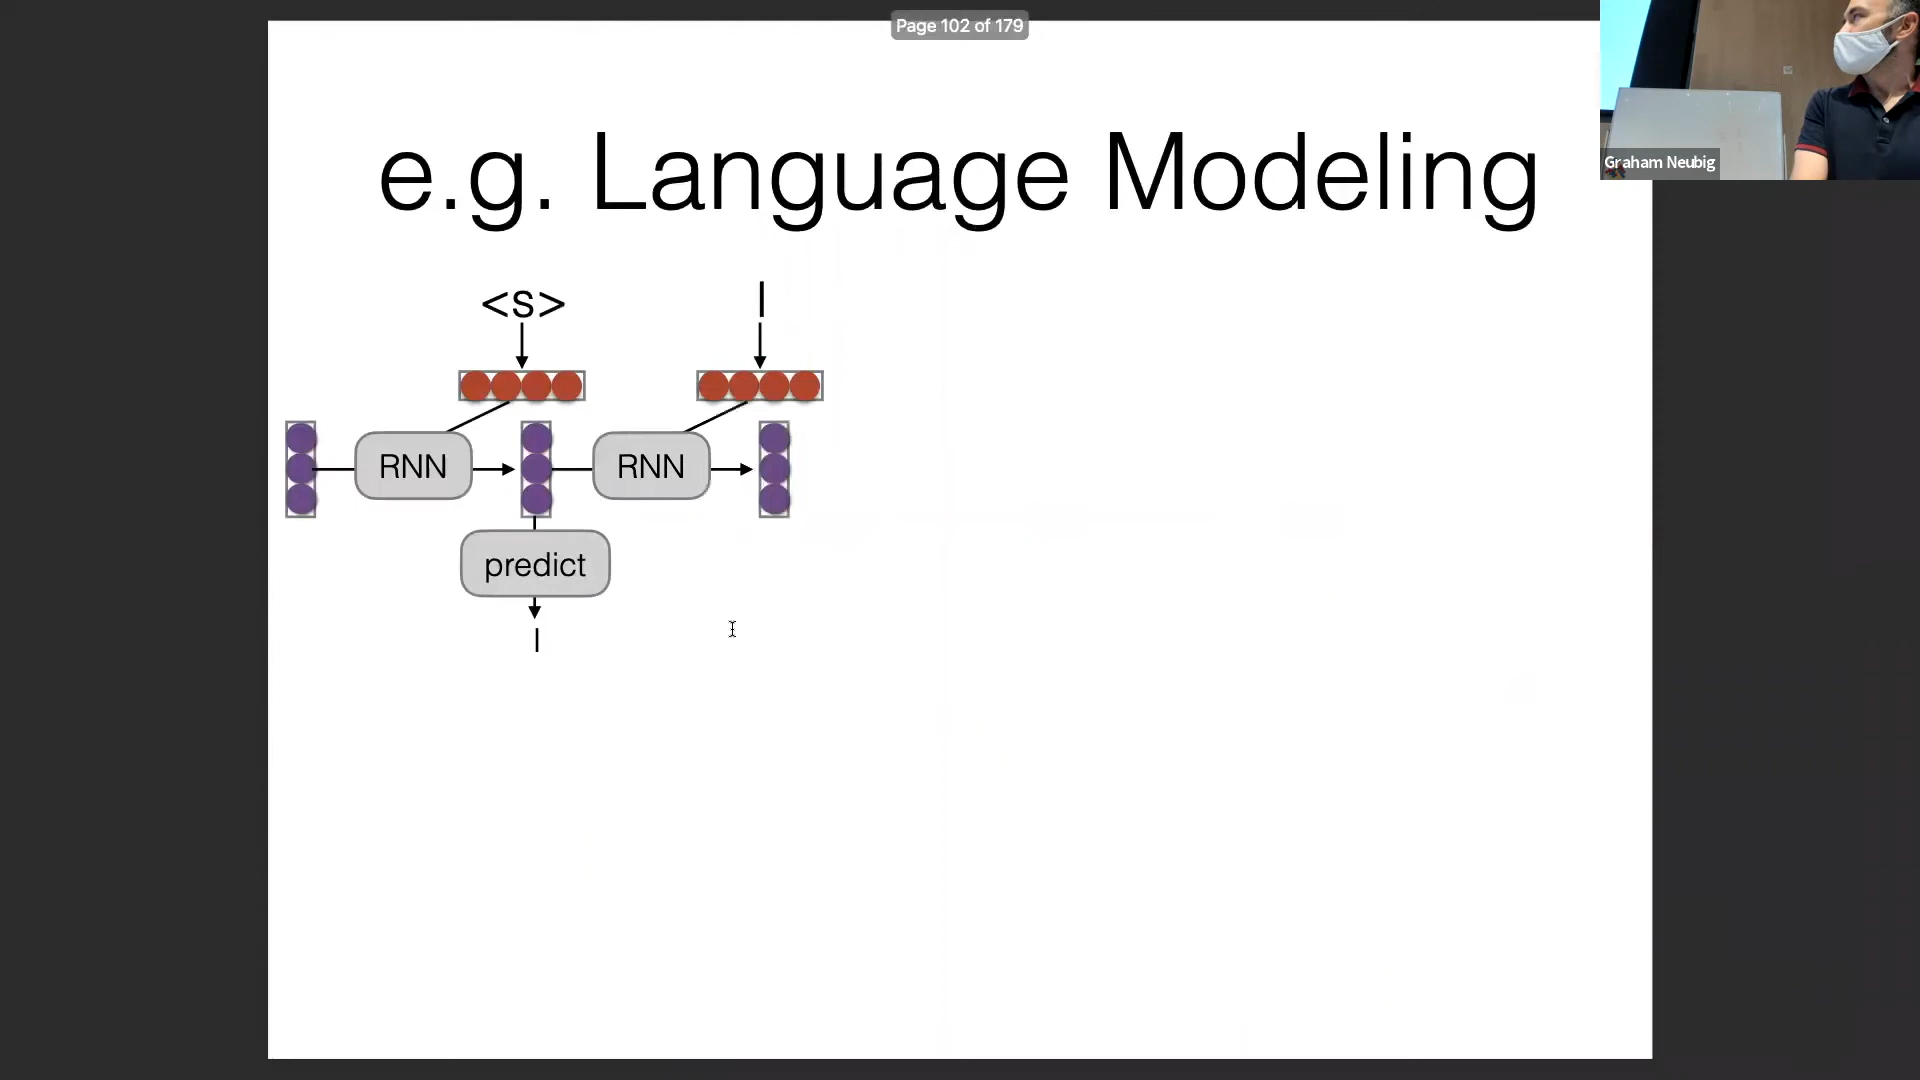 Page 102 of 179
Graham Neubig
e.g. Language Modeling
<s> I
RNN RNN
predict
I